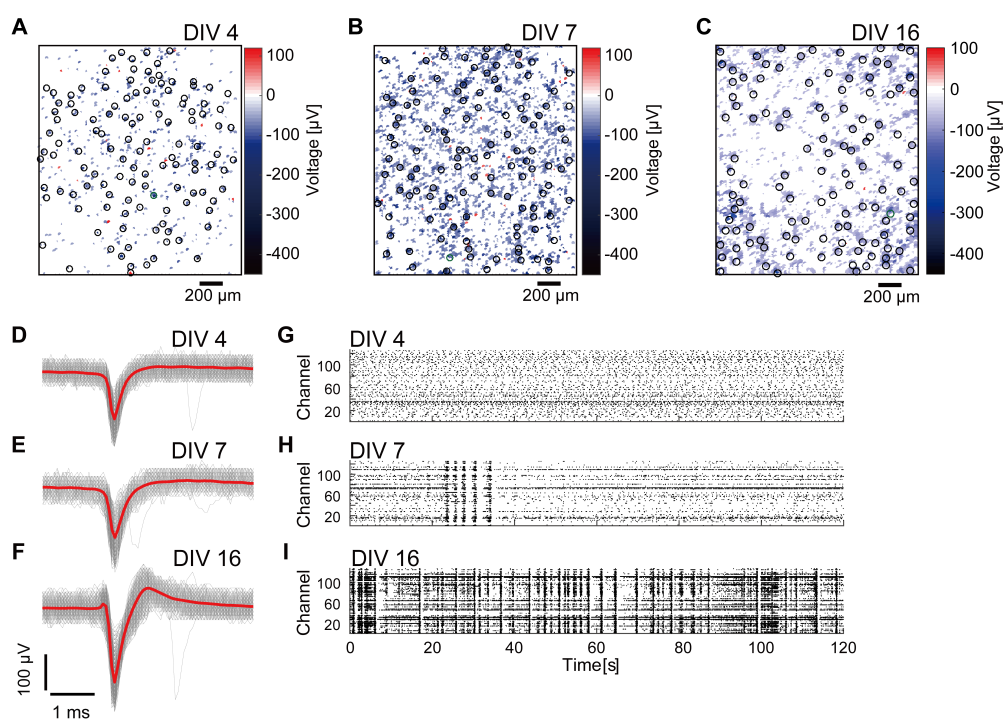 A DIV 4 B DIV 7 C DIV 16
100 100 100
0 0 0
-100 -100 -100
-200 -200 -200
-300 -300 -300
-400 -400 -400
Voltage [µV] Voltage [µV] Voltage [µV]
200 µm 200 µm 200 µm
D DIV 4 G DIV 4
Channel
100
60
20
E DIV 7 H DIV 7
Channel
100
60
20
F DIV 16 I DIV 16
Channel
100
60
20
0 20 40 60 80 100 120
Time[s]
100 µV
1 ms